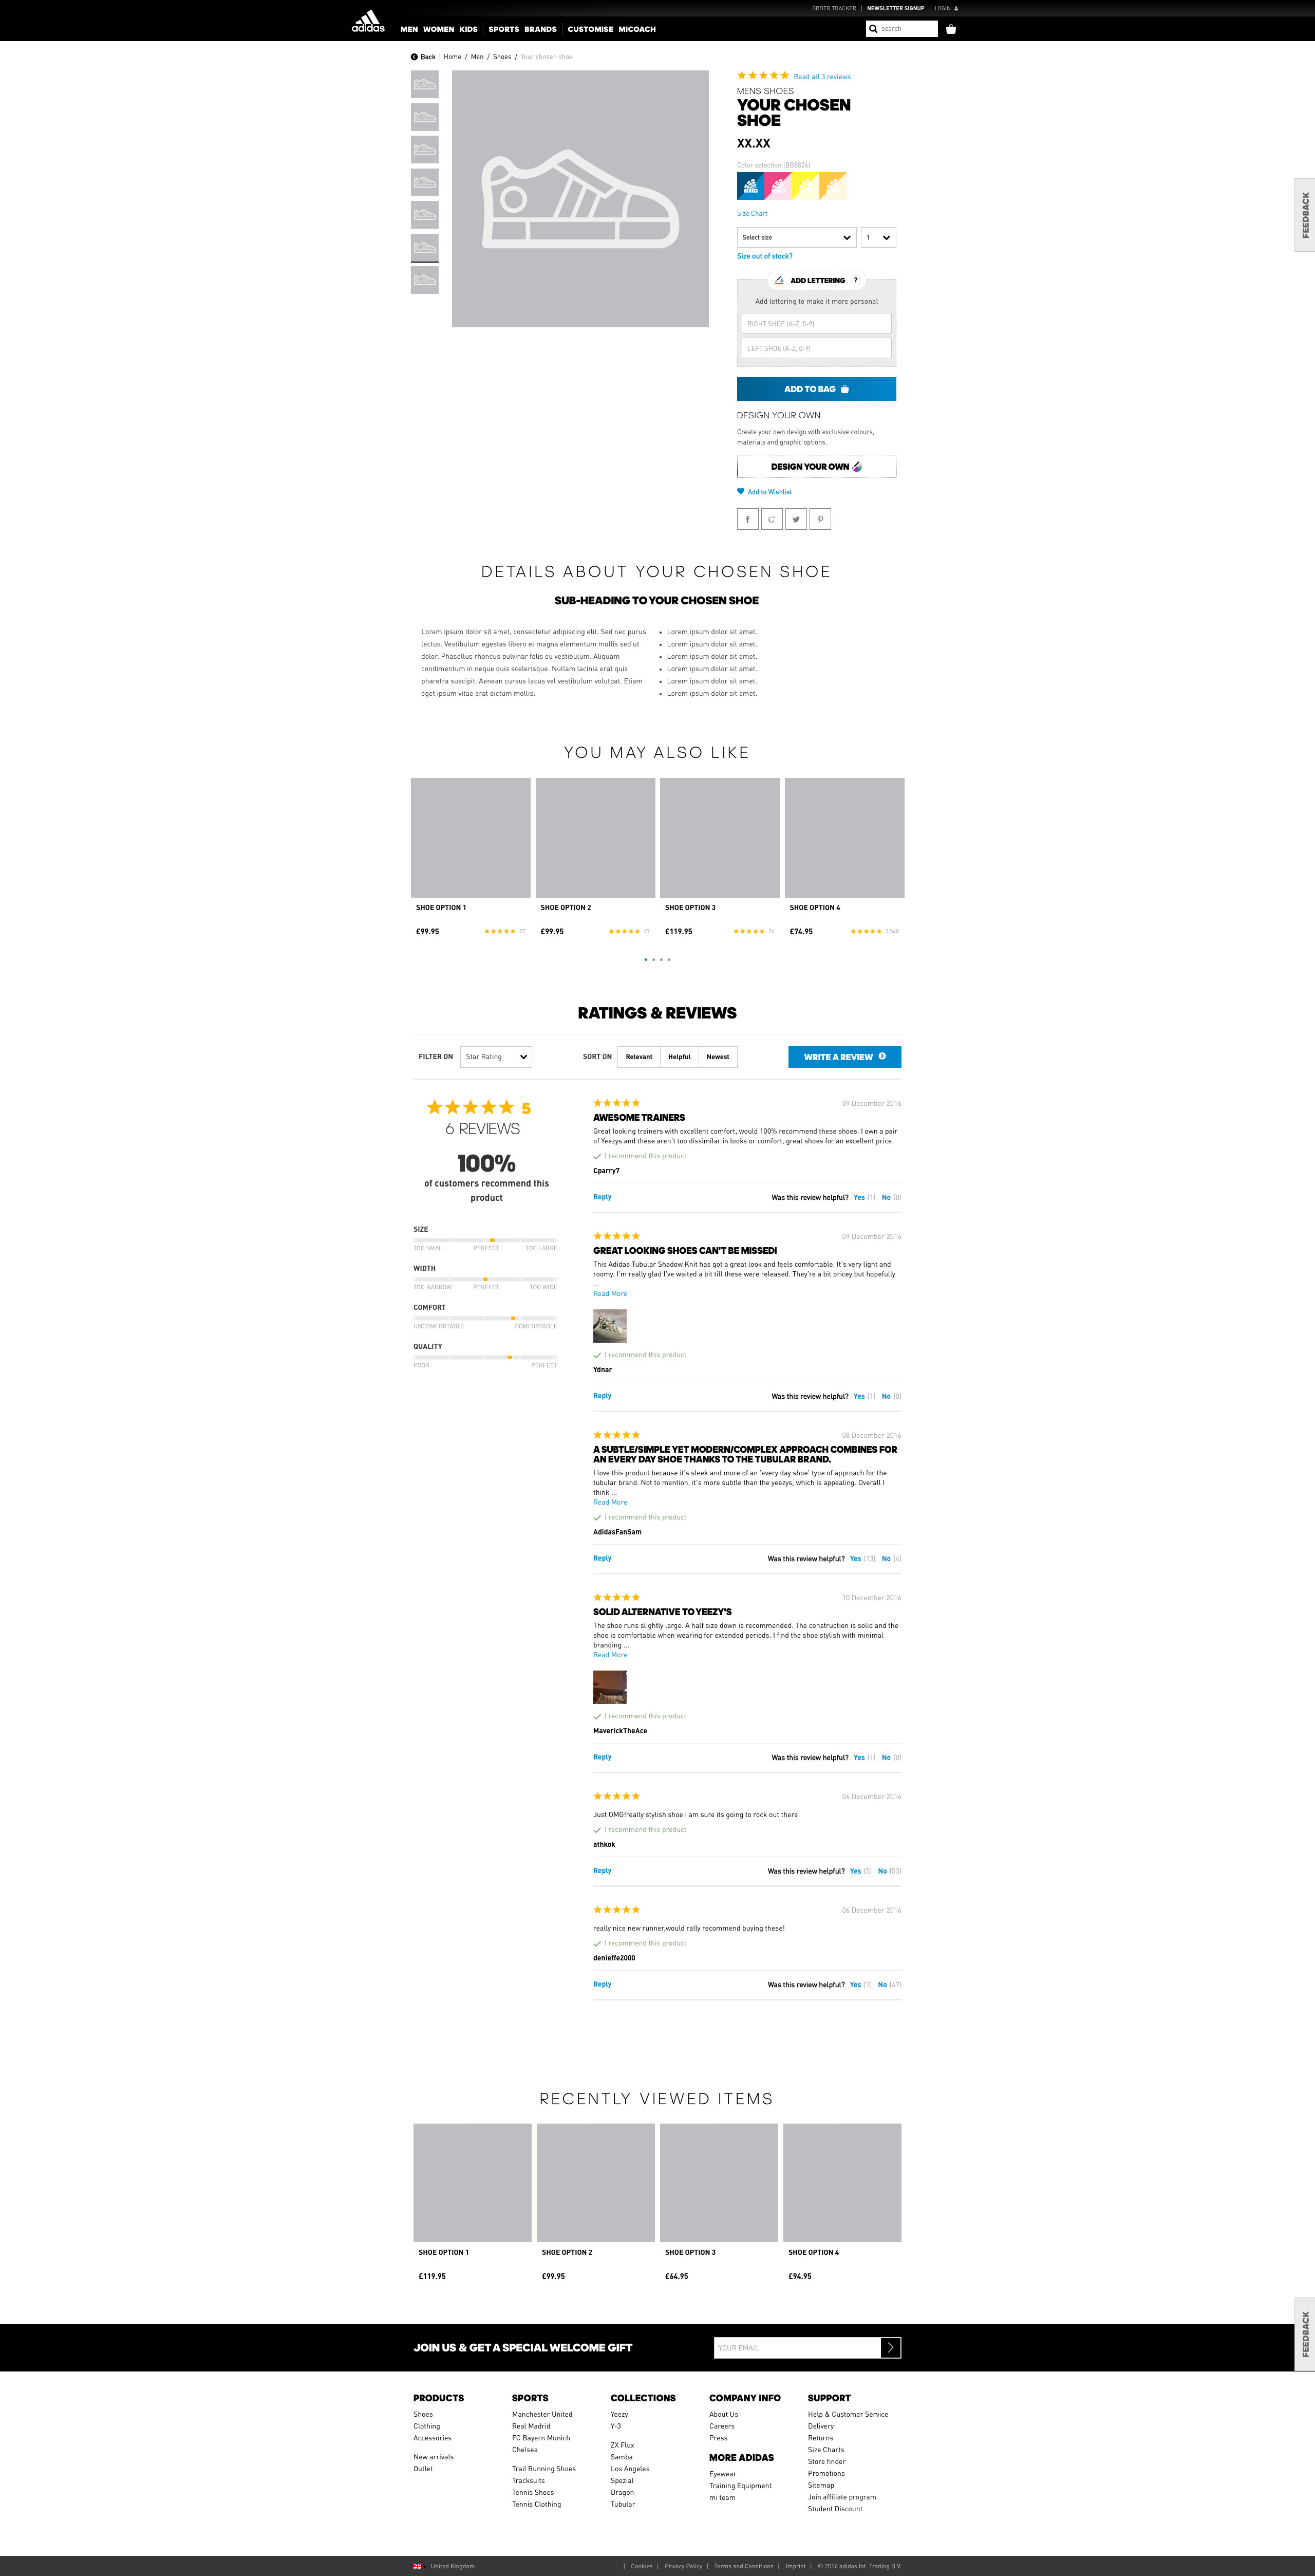 ORDER TRACKER | NEWSLETTER SIGNUP LOGIN
adidas
MEN WOMEN KIDS SPORTS BRANDS CUSTOMISE MICOACH
search
Back | Home / Men / Shoes / Your chosen shoe
FEEDBACK
Read all 3 reviews
MENS SHOES
YOUR CHOSEN
SHOE
XX.XX
Color selection (BB8826)
Size Chart
Select size
1
Size out of stock?
ADD LETTERING ?
Add lettering to make it more personal
RIGHT SHOE (A-Z, 0-9)
LEFT SHOE (A-Z, 0-9)
ADD TO BAG
DESIGN YOUR OWN
Create your own design with exclusive colours,
materials and graphic options.
DESIGN YOUR OWN
Add to Wishlist
DETAILS ABOUT YOUR CHOSEN SHOE
SUB-HEADING TO YOUR CHOSEN SHOE
Lorem ipsum dolor sit amet, consectetur adipiscing elit. Sed nec purus
lectus. Vestibulum egestas libero et magna elementum mollis sed ut
dolor. Phasellus rhoncus pulvinar felis eu vestibulum. Aliquam
condimentum in neque quis scelerisque. Nullam lacinia erat quis
pharetra suscipit. Aenean cursus lacus vel vestibulum volutpat. Etiam
eget ipsum vitae erat dictum mollis.
• Lorem ipsum dolor sit amet.
• Lorem ipsum dolor sit amet.
• Lorem ipsum dolor sit amet.
• Lorem ipsum dolor sit amet.
• Lorem ipsum dolor sit amet.
• Lorem ipsum dolor sit amet.
YOU MAY ALSO LIKE
SHOE OPTION 1
£99.95 27
SHOE OPTION 2
£99.95 27
SHOE OPTION 3
£119.95 76
SHOE OPTION 4
£74.95 3,548
RATINGS & REVIEWS
FILTER ON Star Rating
SORT ON Relevant Helpful Newest
WRITE A REVIEW
5
6 REVIEWS
100%
of customers recommend this
product
SIZE
TOO SMALL PERFECT TOO LARGE
WIDTH
TOO NARROW PERFECT TOO WIDE
COMFORT
UNCOMFORTABLE COMFORTABLE
QUALITY
POOR PERFECT
09 December 2016
AWESOME TRAINERS
Great looking trainers with excellent comfort, would 100% recommend these shoes. I own a pair
of Yeezys and these aren't too dissimilar in looks or comfort, great shoes for an excellent price.
I recommend this product
Cparry7
Reply Was this review helpful? Yes (1) No (0)
09 December 2016
GREAT LOOKING SHOES CAN'T BE MISSED!
This Adidas Tubular Shadow Knit has got a great look and feels comfortable. It's very light and
roomy. I'm really glad I've waited a bit till these were released. They're a bit pricey but hopefully
...
Read More
I recommend this product
Ydnar
Reply Was this review helpful? Yes (1) No (0)
08 December 2016
A SUBTLE/SIMPLE YET MODERN/COMPLEX APPROACH COMBINES FOR
AN EVERY DAY SHOE THANKS TO THE TUBULAR BRAND.
I love this product because it's sleek and more of an 'every day shoe' type of approach for the
tubular brand. Not to mention, it's more subtle than the yeezys, which is appealing. Overall I
think ...
Read More
I recommend this product
AdidasFanSam
Reply Was this review helpful? Yes (13) No (4)
10 December 2016
SOLID ALTERNATIVE TO YEEZY'S
The shoe runs slightly large. A half size down is recommended. The construction is solid and the
shoe is comfortable when wearing for extended periods. I find the shoe stylish with minimal
branding ...
Read More
I recommend this product
MaverickTheAce
Reply Was this review helpful? Yes (1) No (0)
06 December 2016
Just OMG!really stylish shoe i am sure its going to rock out there
I recommend this product
athkok
Reply Was this review helpful? Yes (5) No (53)
06 December 2016
really nice new runner,would rally recommend buying these!
I recommend this product
denieffe2000
Reply Was this review helpful? Yes (7) No (47)
RECENTLY VIEWED ITEMS
SHOE OPTION 1
£119.95
SHOE OPTION 2
£99.95
SHOE OPTION 3
£64.95
SHOE OPTION 4
£94.95
FEEDBACK
JOIN US & GET A SPECIAL WELCOME GIFT
YOUR EMAIL
PRODUCTS
Shoes
Clothing
Accessories
New arrivals
Outlet
SPORTS
Manchester United
Real Madrid
FC Bayern Munich
Chelsea
Trail Running Shoes
Tracksuits
Tennis Shoes
Tennis Clothing
COLLECTIONS
Yeezy
Y-3
ZX Flux
Samba
Los Angeles
Spezial
Dragon
Tubular
COMPANY INFO
About Us
Careers
Press
MORE ADIDAS
Eyewear
Training Equipment
mi team
SUPPORT
Help & Customer Service
Delivery
Returns
Size Charts
Store finder
Promotions
Sitemap
Join affiliate program
Student Discount
United Kingdom
| Cookies | Privacy Policy | Terms and Conditions | Imprint | © 2016 adidas Int. Trading B.V.